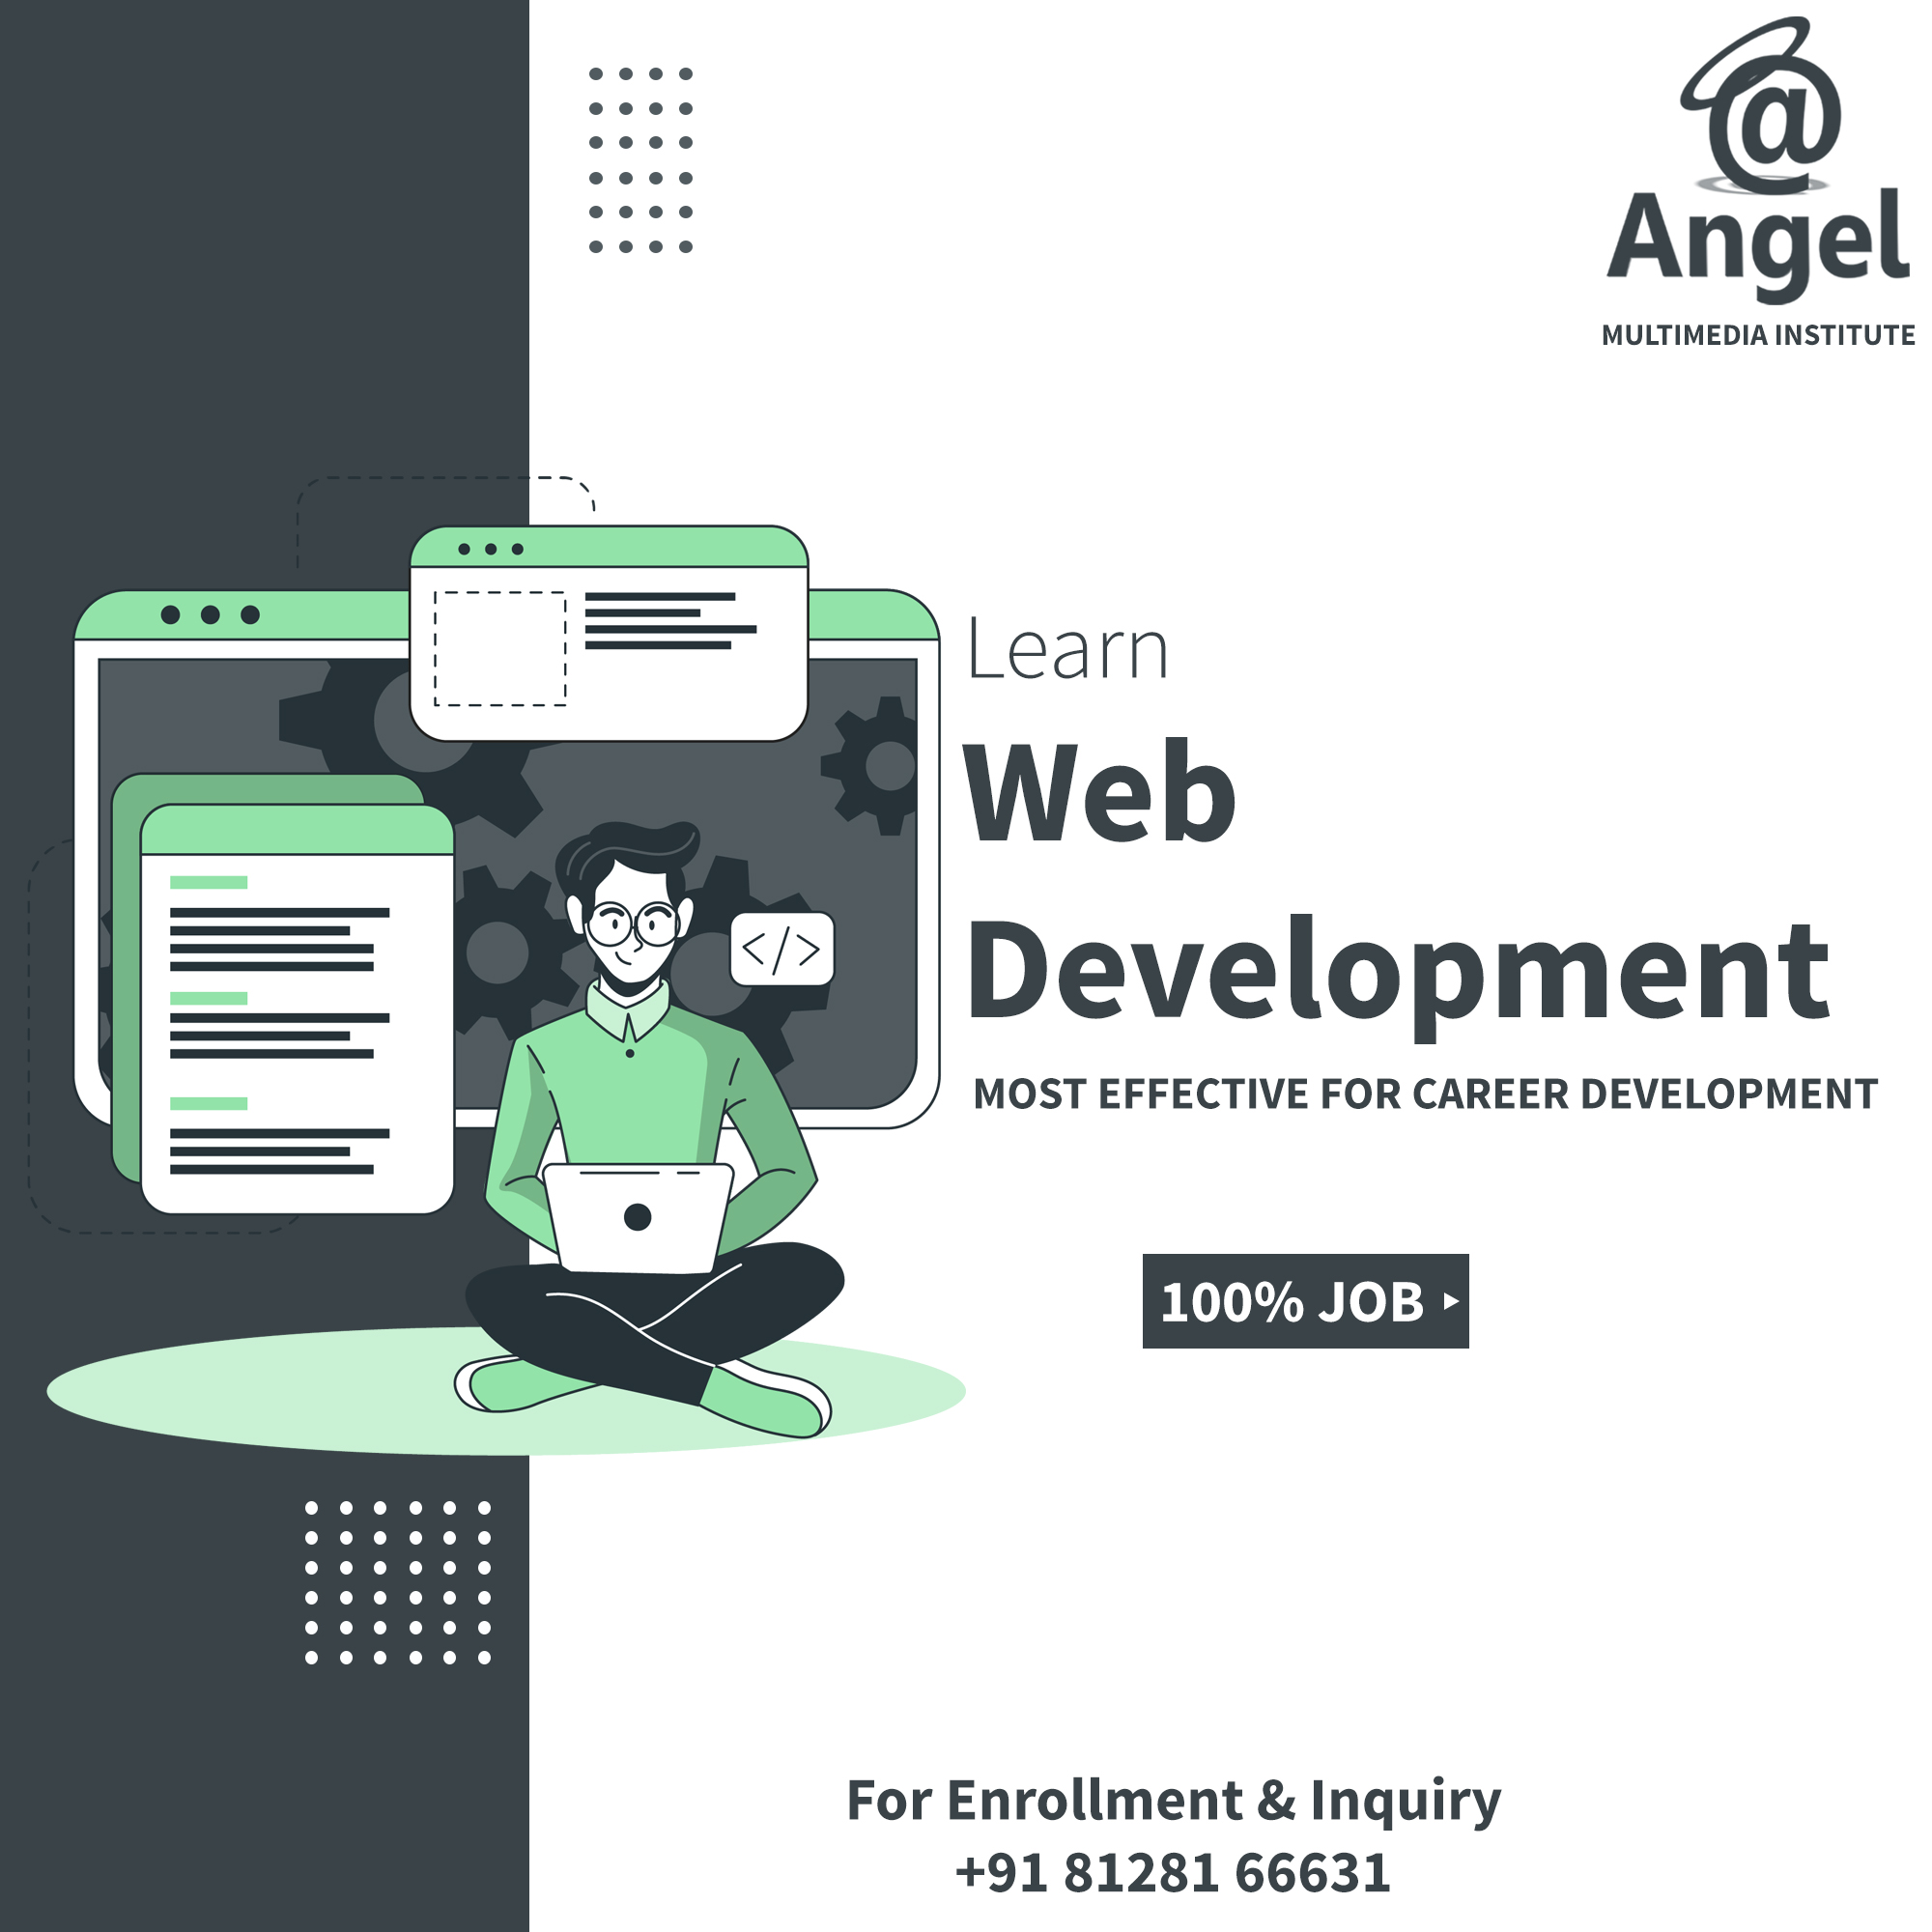 @
Angel
MULTIMEDIA INSTITUTE
Learn
Web
Development
MOST EFFECTIVE FOR CAREER DEVELOPMENT
</>
100% JOB
For Enrollment & Inquiry
+91 81281 66631